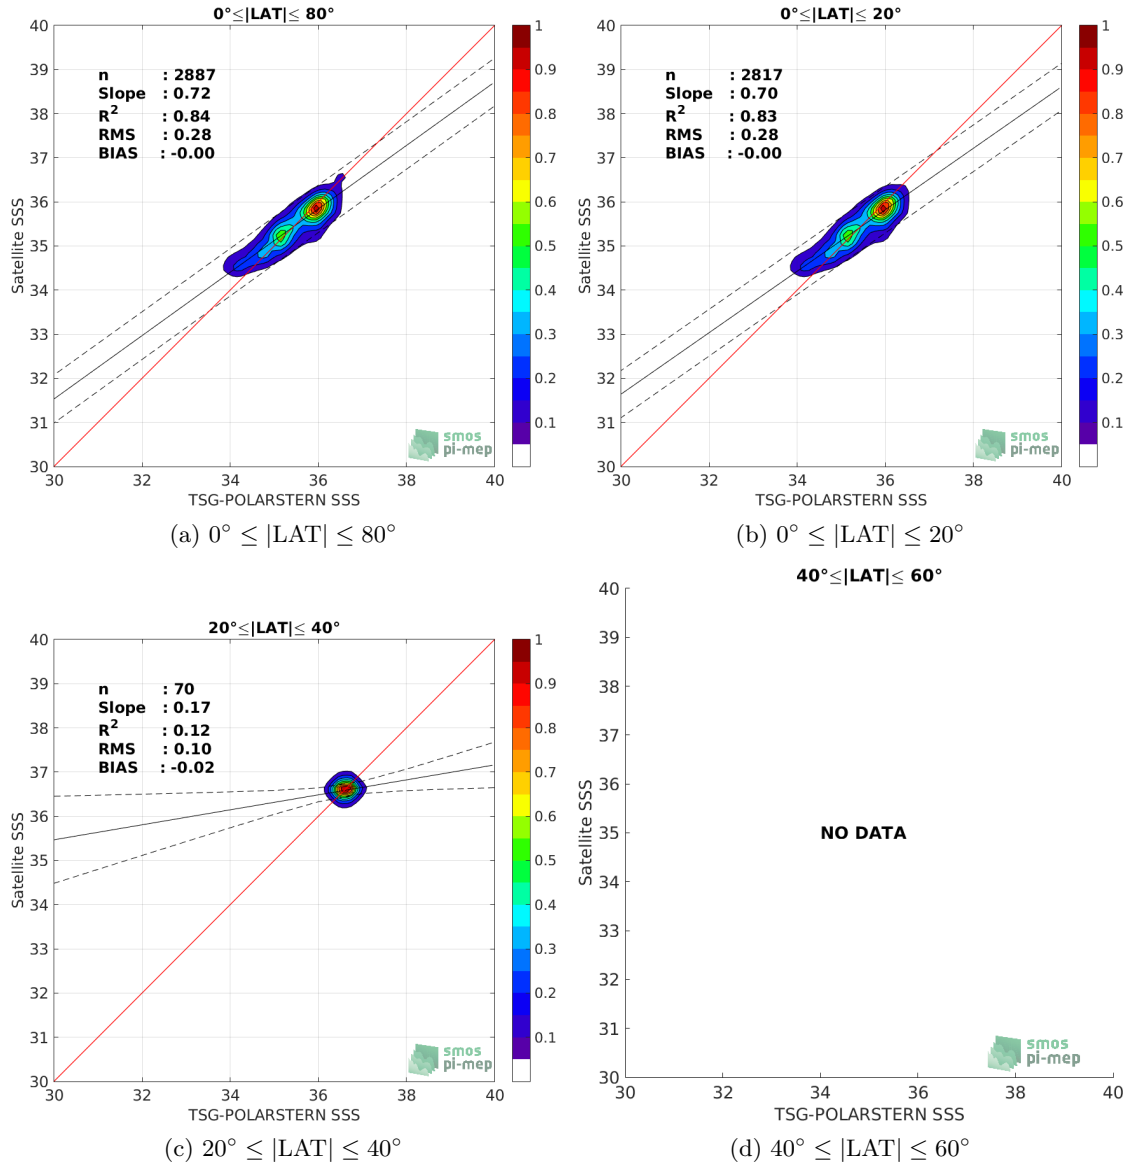 0°≤|LAT|≤ 80°
40
39
38
37
36
35
34
33
32
31
30
30 32 34 36 38 40
n : 2887
Slope : 0.72
R2 : 0.84
RMS : 0.28
BIAS : -0.00
Satellite SSS
TSG-POLARSTERN SSS
smos
pi-mep
1
0.9
0.8
0.7
0.6
0.5
0.4
0.3
0.2
0.1
(a) 0° ≤ |LAT| ≤ 80°
0°≤|LAT|≤ 20°
40
39
38
37
36
35
34
33
32
31
30
30 32 34 36 38 40
n : 2817
Slope : 0.70
R2 : 0.83
RMS : 0.28
BIAS : -0.00
Satellite SSS
TSG-POLARSTERN SSS
smos
pi-mep
1
0.9
0.8
0.7
0.6
0.5
0.4
0.3
0.2
0.1
(b) 0° ≤ |LAT| ≤ 20°
20°≤|LAT|≤ 40°
40
39
38
37
36
35
34
33
32
31
30
30 32 34 36 38 40
n : 70
Slope : 0.17
R2 : 0.12
RMS : 0.10
BIAS : -0.02
Satellite SSS
TSG-POLARSTERN SSS
smos
pi-mep
1
0.9
0.8
0.7
0.6
0.5
0.4
0.3
0.2
0.1
(c) 20° ≤ |LAT| ≤ 40°
40°≤|LAT|≤ 60°
40
39
38
37
36
35
34
33
32
31
30
30 32 34 36 38 40
NO DATA
Satellite SSS
TSG-POLARSTERN SSS
smos
pi-mep
(d) 40° ≤ |LAT| ≤ 60°